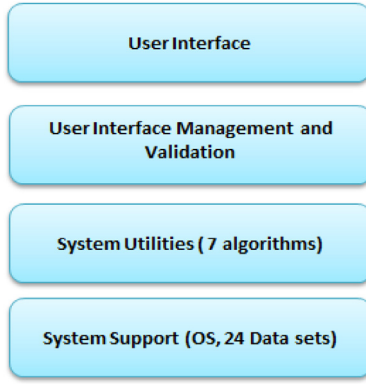 User Interface
User Interface Management and
Validation
System Utilities ( 7 algorithms)
System Support (OS, 24 Data sets)